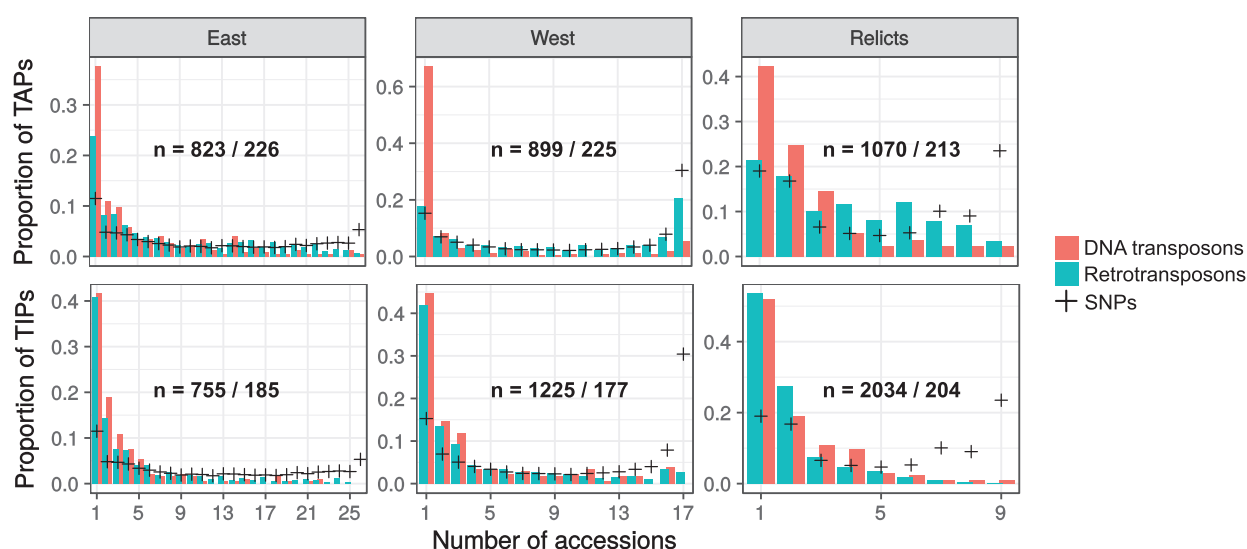 East West Relicts
Proportion of TAPs
0.3
0.2
0.1
0.0
n = 823 / 226
0.6
0.4
0.2
0.0
n = 899 / 225
0.4
0.3
0.2
0.1
0.0
n = 1070 / 213
DNA transposons
Retrotransposons
SNPs
Proportion of TIPs
0.4
0.3
0.2
0.1
0.0
n = 755 / 185
1 5 9 13 17 21 25
0.4
0.3
0.2
0.1
0.0
n = 1225 / 177
1 5 9 13 17
0.4
0.2
0.0
n = 2034 / 204
1 5 9
Number of accessions